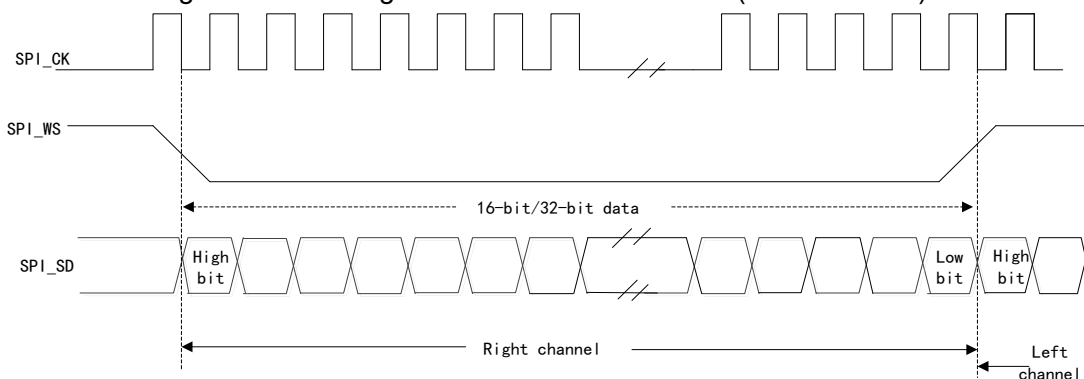 SPI_CK
SPI_WS
16-bit/32-bit data
SPI_SD
High
bit
Low
bit
High
bit
Right channel
Left
channel